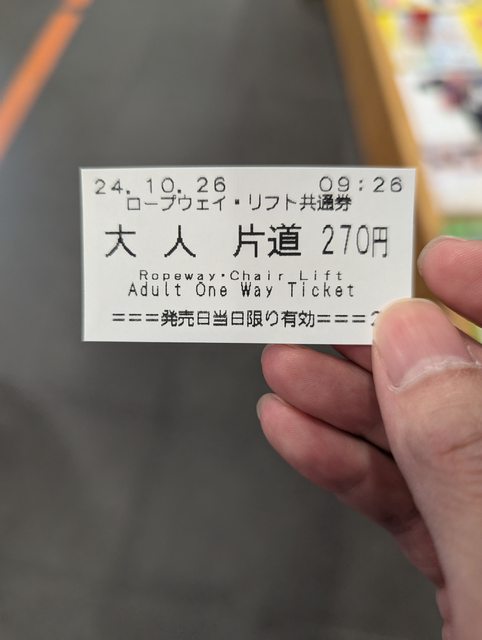 24.10.26 09:26
ロープウェイ・リフト共通券
大人 片道 270円
Ropeway・Chair Lift
Adult One Way Ticket
===発売日当日限り有効===